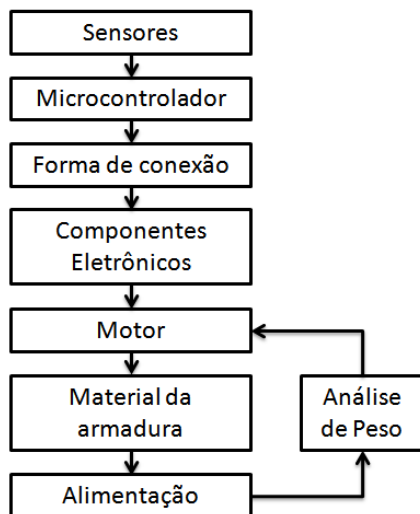 Sensores
Microcontrolador
Forma de conexão
Componentes
Eletrônicos
Motor
Material da
armadura
Análise
de Peso
Alimentação